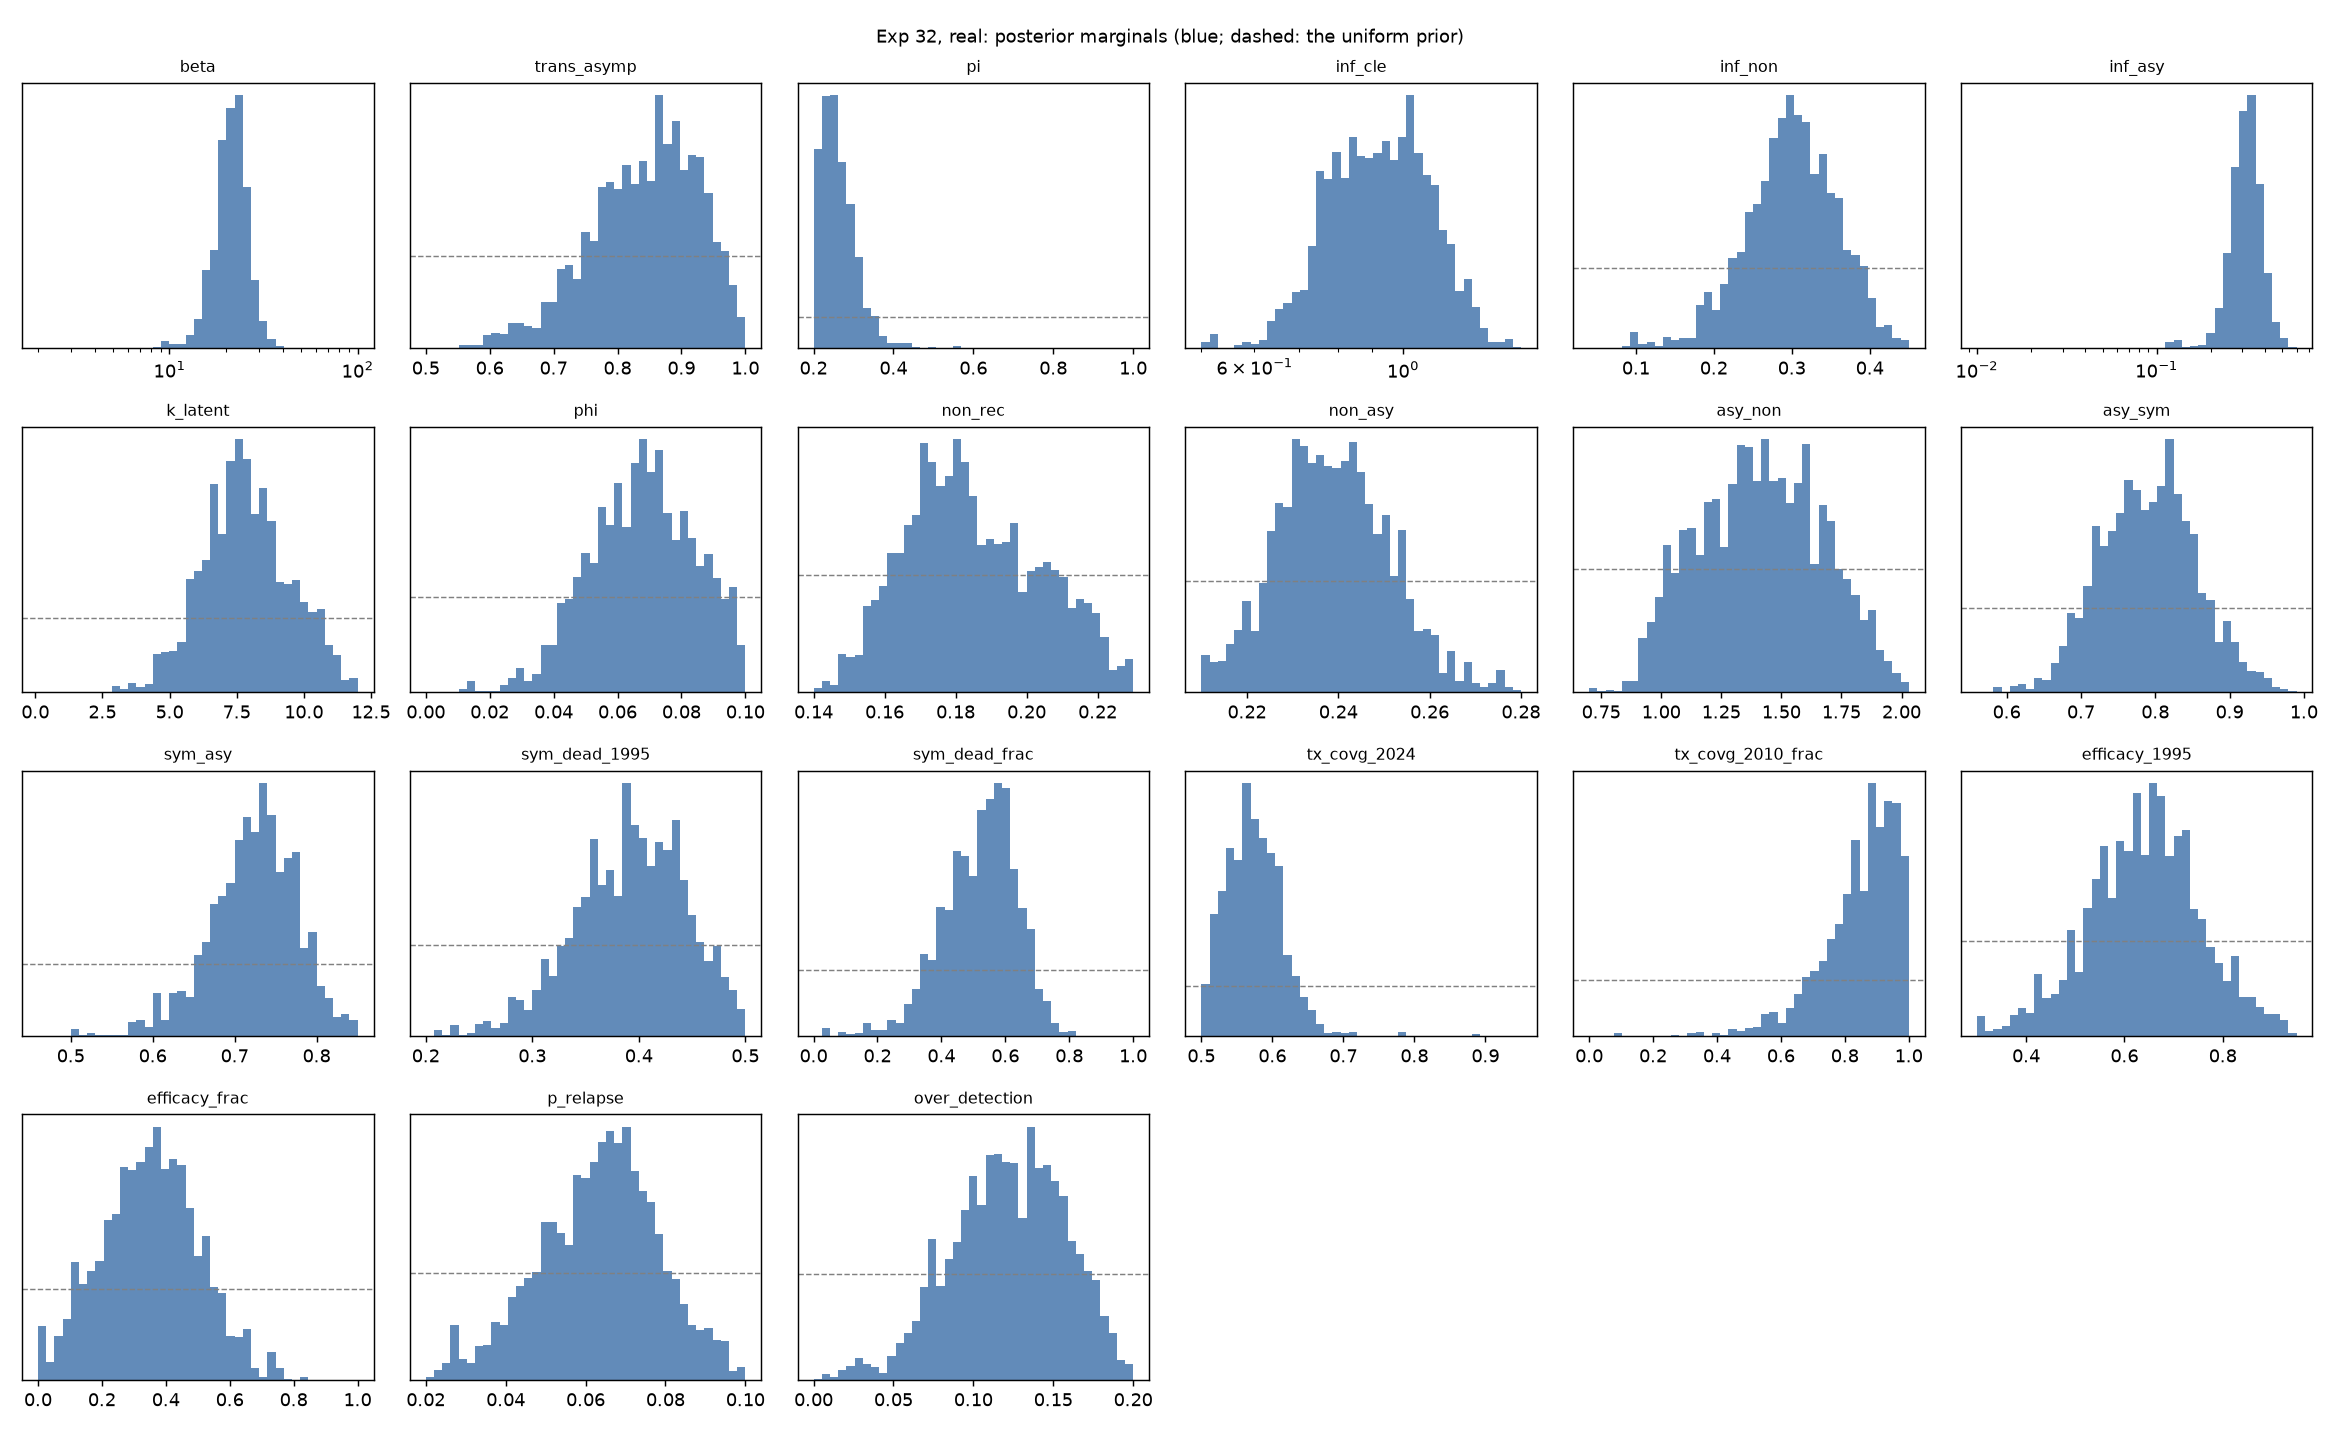 Exp 32, real: posterior marginals (blue; dashed: the uniform prior)
beta trans_asymp pi inf_cle inf_non inf_asy
10¹ 10² 0.5 0.6 0.7 0.8 0.9 1.0 0.2 0.4 0.6 0.8 1.0 6 × 10⁻¹ 10⁰ 0.1 0.2 0.3 0.4 10⁻² 10⁻¹
k_latent phi non_rec non_asy asy_non asy_sym
0.0 2.5 5.0 7.5 10.0 12.5 0.00 0.02 0.04 0.06 0.08 0.10 0.14 0.16 0.18 0.20 0.22 0.22 0.24 0.26 0.28 0.75 1.00 1.25 1.50 1.75 2.00 0.6 0.7 0.8 0.9 1.0
sym_asy sym_dead_1995 sym_dead_frac tx_covg_2024 tx_covg_2010_frac efficacy_1995
0.5 0.6 0.7 0.8 0.2 0.3 0.4 0.5 0.0 0.2 0.4 0.6 0.8 1.0 0.5 0.6 0.7 0.8 0.9 0.0 0.2 0.4 0.6 0.8 1.0 0.4 0.6 0.8
efficacy_frac p_relapse over_detection
0.0 0.2 0.4 0.6 0.8 1.0 0.02 0.04 0.06 0.08 0.10 0.00 0.05 0.10 0.15 0.20